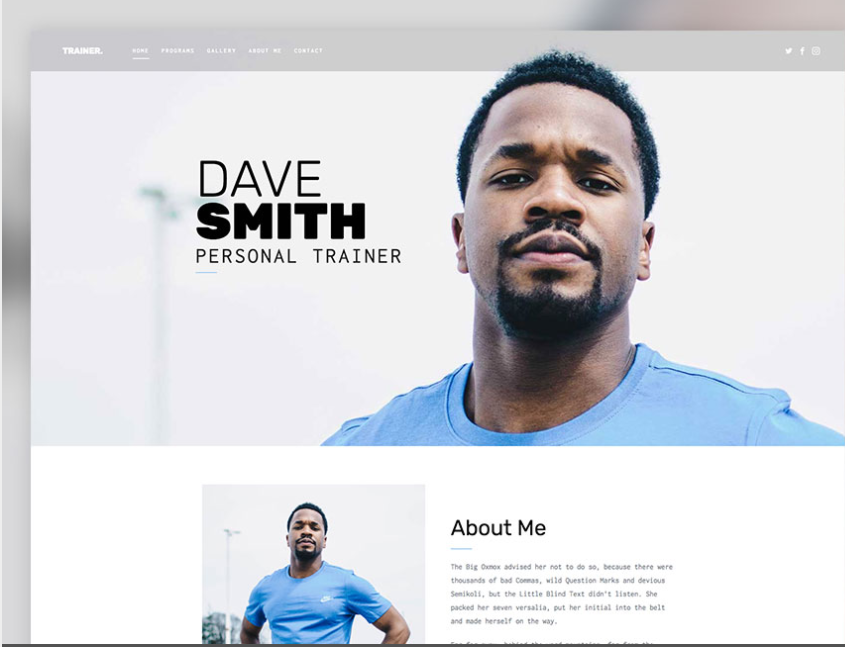 TRAINER.
HOME PROGRAMS GALLERY ABOUT ME CONTACT
DAVE
SMITH
PERSONAL TRAINER
About Me
The Big Oxmox advised her not to do so, because there were
thousands of bad Commas, wild Question Marks and devious
Semikoli, but the Little Blind Text didn't listen. She
packed her seven versalia, put her initial into the belt
and made herself on the way.